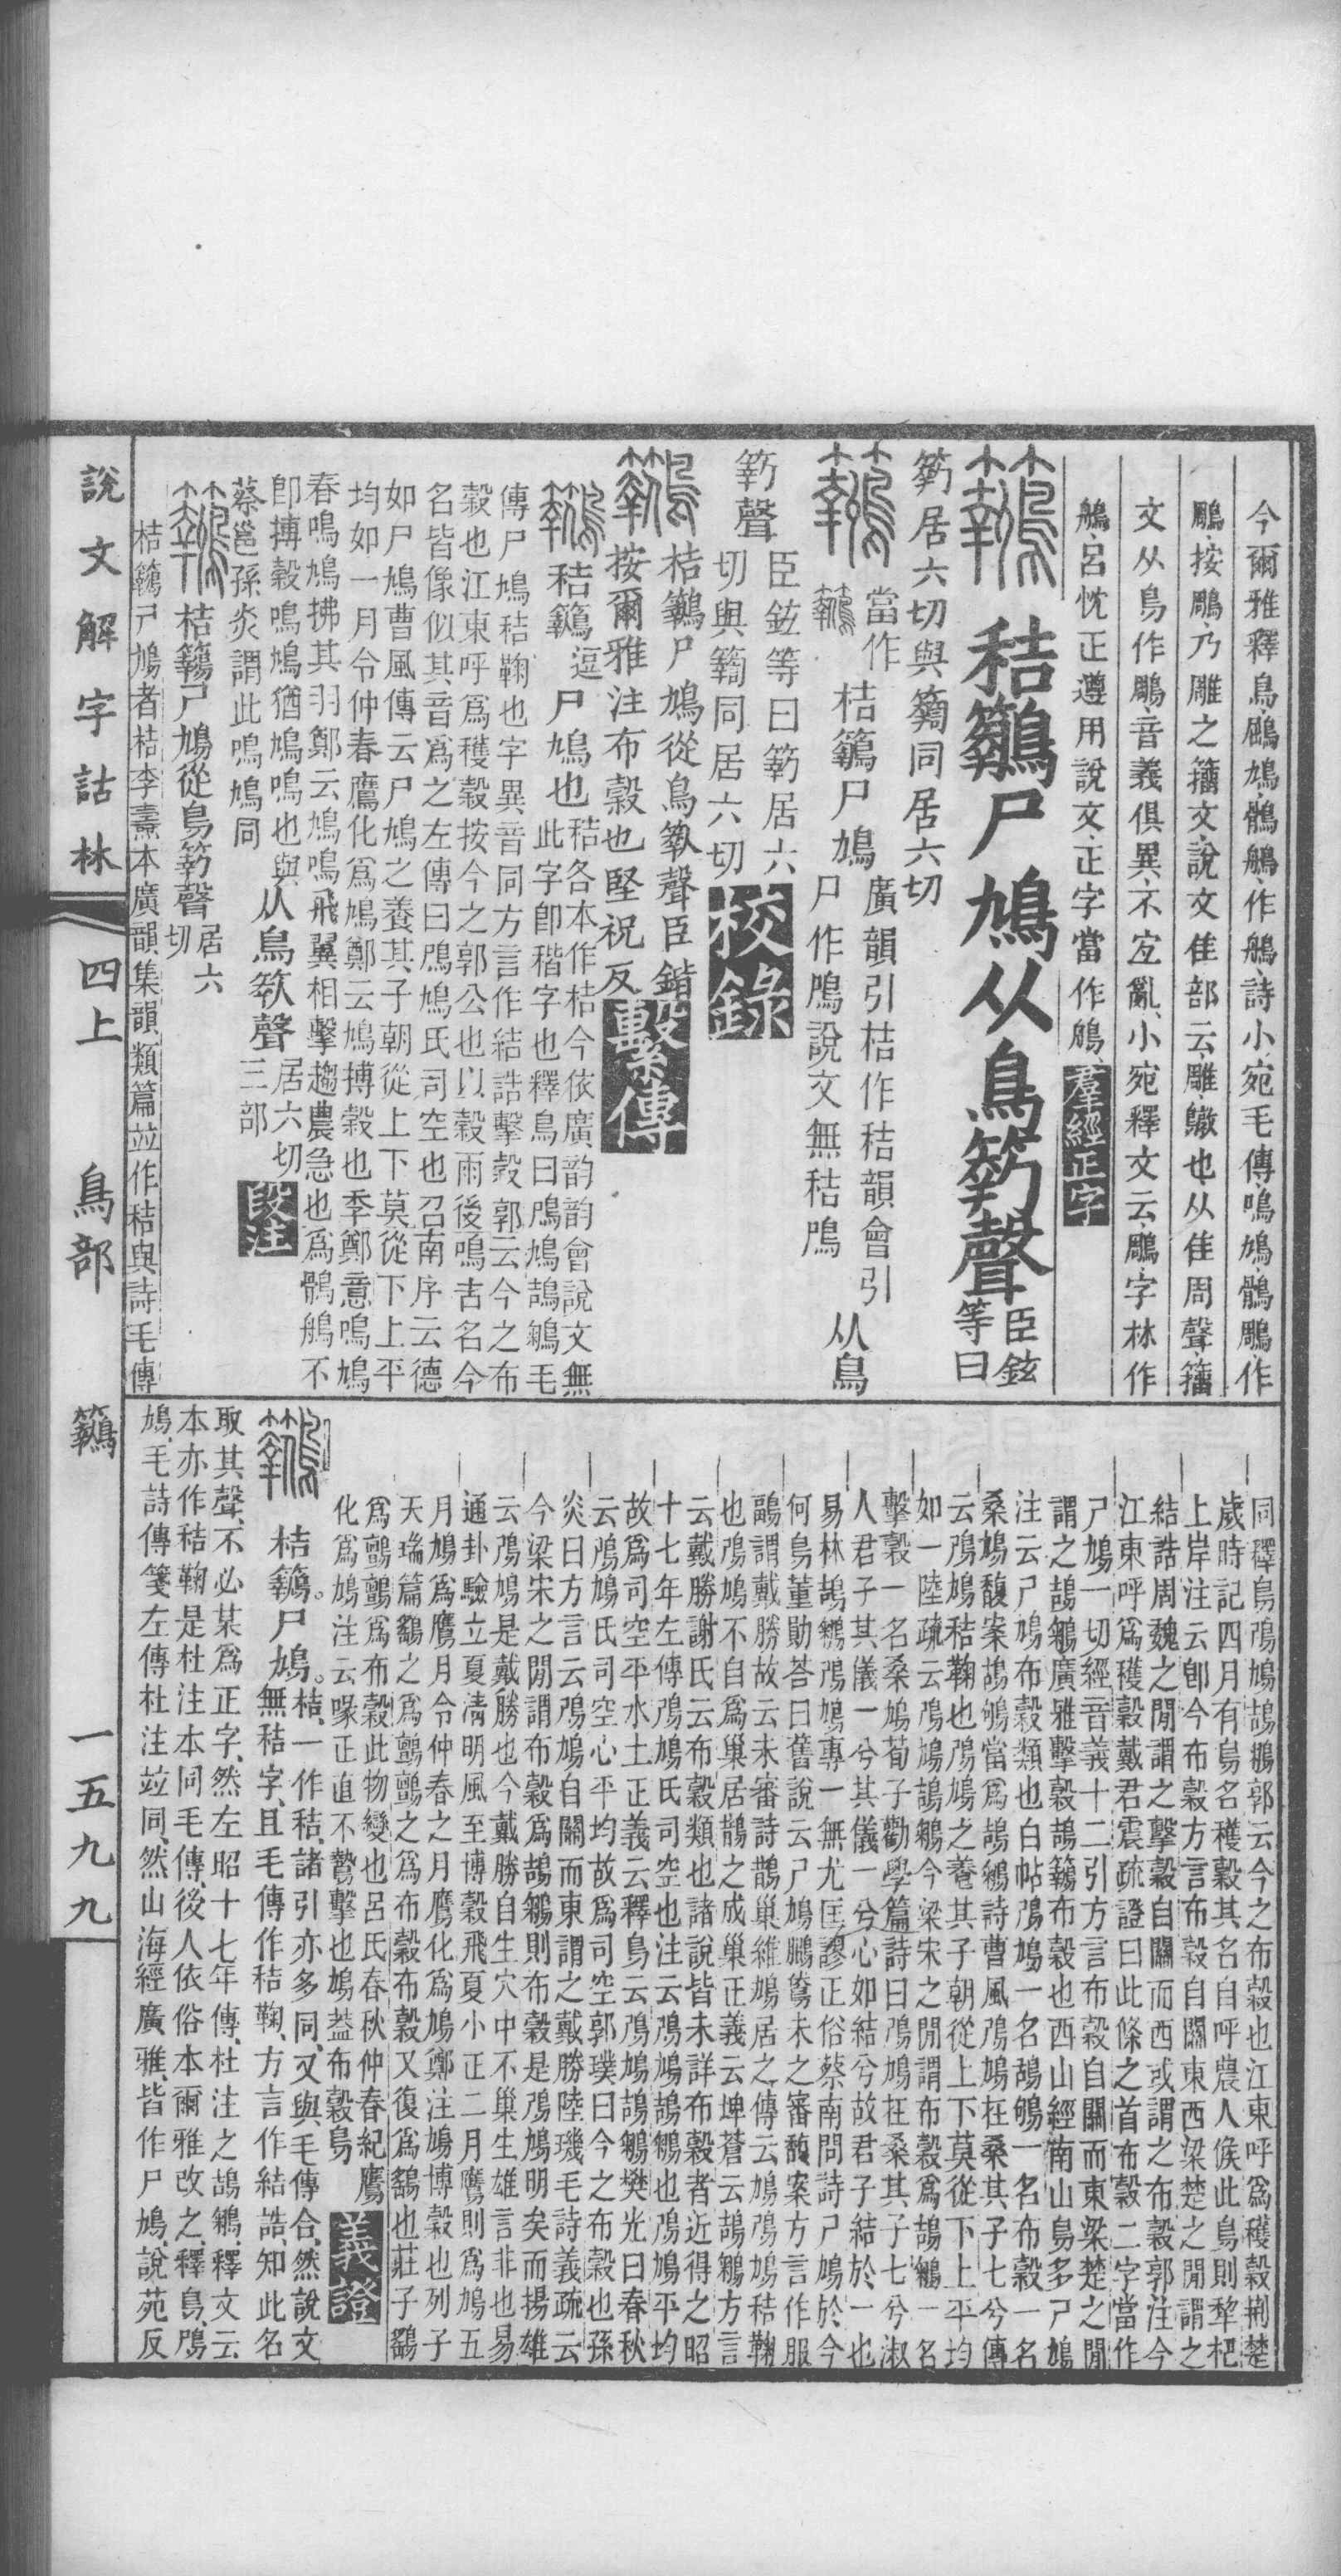 今爾雅釋鳥鶌鳩鶻鵃作鵃詩小宛毛傳鳴鳩鶻鵰作
鵰按鵰乃雕之籀文說文隹部云雕鷻也从隹周聲籀
文从鳥作鵰音義俱異不宜亂小宛釋文云鵰字林作
鵃呂忱正遵用說文正字當作鵃羣經正字
秸鵴尸鳩从鳥𥷚聲臣鉉等曰
𥷚居六切與𥷚同居六切
當作秸鵴尸鳩廣韻引桔作秸韻會引尸作鳲說文無秸鳲从鳥
𥷚聲臣鉉等曰𥷚居六切與𥷚同居六切校錄
桔鵴尸鳩從鳥𥷚聲臣鍇
按爾雅注布穀也堅祝反繫傳
秸鵴逗尸鳩也秸各本作桔今依廣韵韵會說文無
此字卽稭字也釋鳥曰鳲鳩鴶鵴毛
傳尸鳩秸鞠也字異音同方言作結誥擊穀郭云今之布
穀也江東呼爲穫穀按今之郭公也以穀雨後鳴吉名今
名皆像似其音爲之左傳曰鳲鳩氏司空也召南序云德
如尸鳩曹風傳云尸鳩之養其子朝從上下莫從下上平
均如一月令仲春鷹化爲鳩鄭云鳩搏穀也季
春鳴鳩拂其羽鄭云鳩鳴飛翼相擊趨農急也爲鶻鵃不
卽搏穀鳴鳩猶鳩鳴也與
蔡邕孫炎謂此鳴鳩同从鳥𥷚聲居六切三部段注
桔鵴尸鳩從鳥𥷚聲居六切
桔鵴尸鳩者桔李燾本廣韻集韻類篇竝作秸與詩毛傳
同釋鳥鳲鳩鴶鵴郭云今之布穀也江東呼爲穫穀荆楚
歲時記四月有鳥名穫穀其名自呼農人候此鳥則犂杷
上岸注云卽今布穀方言布穀自關東西梁楚之閒謂之
結誥周魏之閒謂之擊穀自關而西或謂之布穀郭注今
江東呼爲穫穀戴君震疏證曰此條之首布穀二字當作
尸鳩一切經音義十二引方言布穀自關而東梁楚之閒
謂之鴶鵴廣雅擊穀鴶鵴布穀也西山經南山鳥多尸鳩
注云尸鳩布穀類也白帖鳲鳩一名鴶鵴一名布穀一名
桑鳩馥案鴶鵴當爲鴶鵴詩曹風鳲鳩在桑其子七兮傳
云鳲鳩秸鞠也鳲鳩之養其子朝從上下莫從下上平均
如一陸疏云鳲鳩鴶鵴今梁宋之閒謂布穀爲鴶鵴一名
擊穀一名桑鳩荀子勸學篇詩曰鳲鳩在桑其子七兮淑
人君子其儀一兮其儀一兮心如結兮故君子結於一也
易林鴶鵴鳲鳩專一無尤匡謬正俗蔡南問詩尸鳩於今
何鳥董勛荅曰舊說云尸鳩鸊鷉未之審馥案方言作服
鶝謂戴勝故云未審詩鵲巢維鳩居之傳云鳩鳲鳩秸鞠
也鳲鳩不自爲巢居鵲之成巢正義云埤蒼云鴶鵴方言
云戴勝謝氏云布穀類也諸說皆未詳布穀者近得之昭
十七年左傳鳲鳩氏司空也注云鳲鳩鴶鵴也鳲鳩平均
故爲司空平水土正義云釋鳥云鳲鳩鴶鵴樊光曰春秋
云鳲鳩氏司空心平均故爲司空郭璞曰今之布穀也孫
炎曰方言云鳲鳩自關而東謂之戴勝陸璣毛詩義疏云
今梁宋之閒謂布穀爲鴶鵴則布穀是鳲鳩明矣而揚雄
云鳲鳩是戴勝也今戴勝自生穴中不巢生雄言非也易
通卦驗立夏淸明風至博穀飛夏小正二月鷹則爲鳩五
月鳩爲鷹月令仲春之月鷹化爲鳩鄭注鳩博穀也列子
天瑞篇鷂之爲鸇鸇之爲布穀布穀又復爲鷂也莊子鷂
爲鸇鸇爲布穀此物變也呂氏春秋仲春紀鷹
化爲鳩注云喙正直不鷙擊也鳩蓋布穀鳥義證
桔鵴。尸鳩。桔一作秸諸引亦多同又與毛傳合然說文
無秸字且毛傳作秸鞠方言作結誥知此名
取其聲不必某爲正字然左昭十七年傳杜注之鴶鵴釋文云
本亦作秸鞠是杜注本同毛傳後人依俗本爾雅改之釋鳥鳲
鳩毛詩傳箋左傳杜注竝同然山海經廣雅皆作尸鳩說苑反
說文解字詁林 四上 鳥部 鵴 一五九九